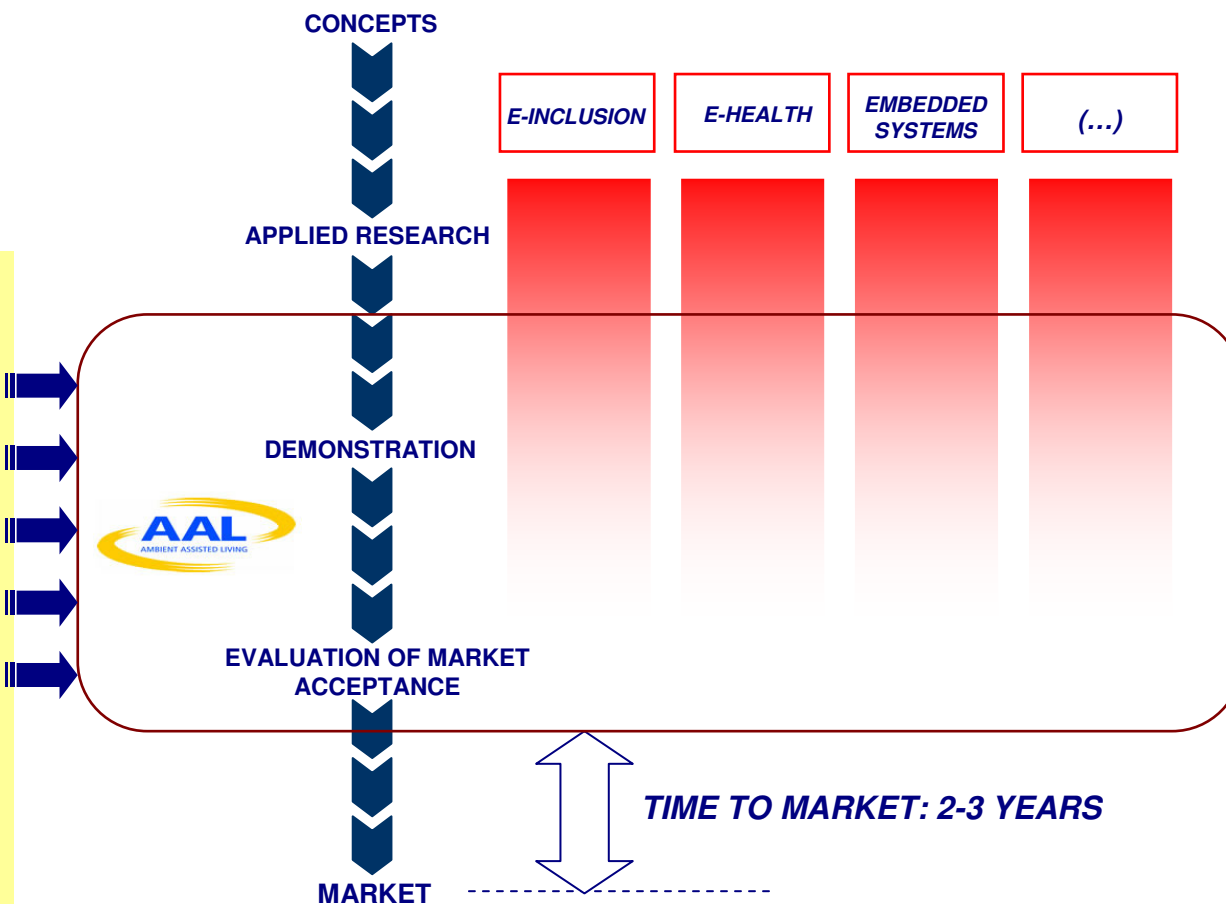 CONCEPTS
E-INCLUSION
E-HEALTH
EMBEDDED
SYSTEMS
(...)
APPLIED RESEARCH
DEMONSTRATION
AAL
AMBIENT ASSISTED LIVING
EVALUATION OF MARKET
ACCEPTANCE
TIME TO MARKET: 2-3 YEARS
MARKET